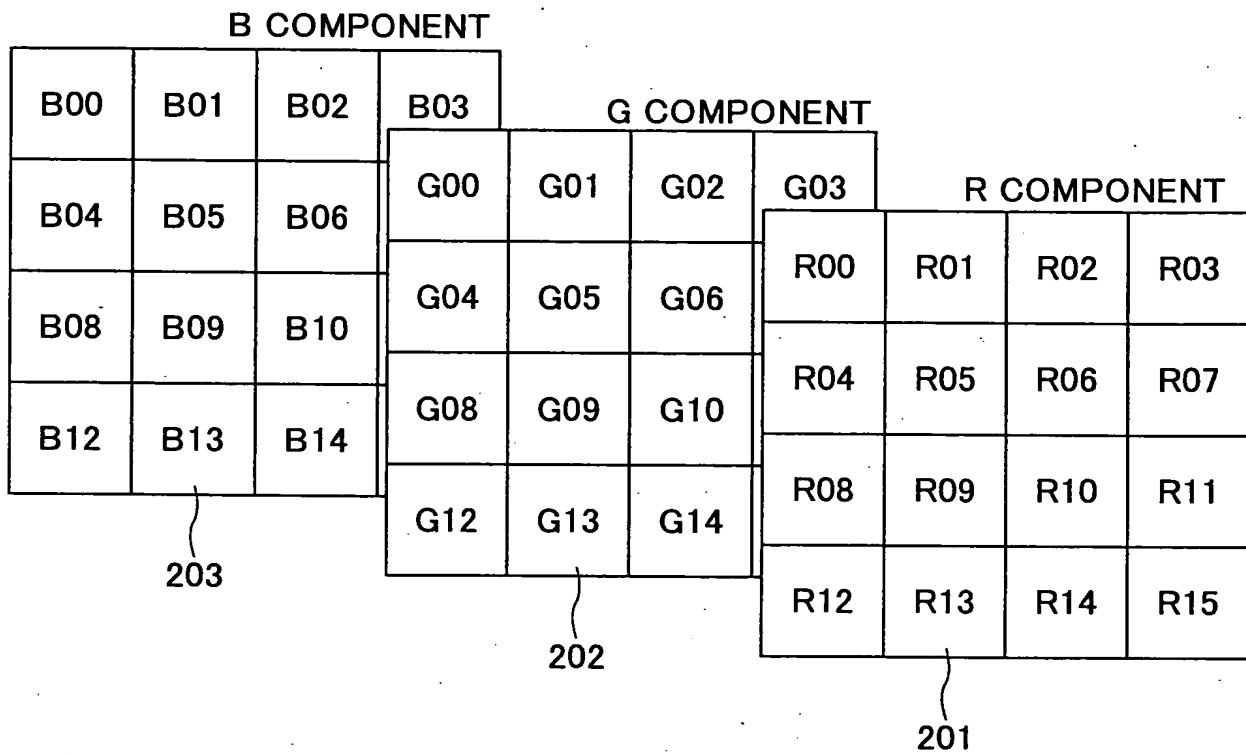 B COMPONENT
B00 B01 B02 B03
B04 B05 B06
B08 B09 B10
B12 B13 B14
203
G COMPONENT
G00 G01 G02 G03
G04 G05 G06
G08 G09 G10
G12 G13 G14
202
R COMPONENT
R00 R01 R02 R03
R04 R05 R06 R07
R08 R09 R10 R11
R12 R13 R14 R15
201